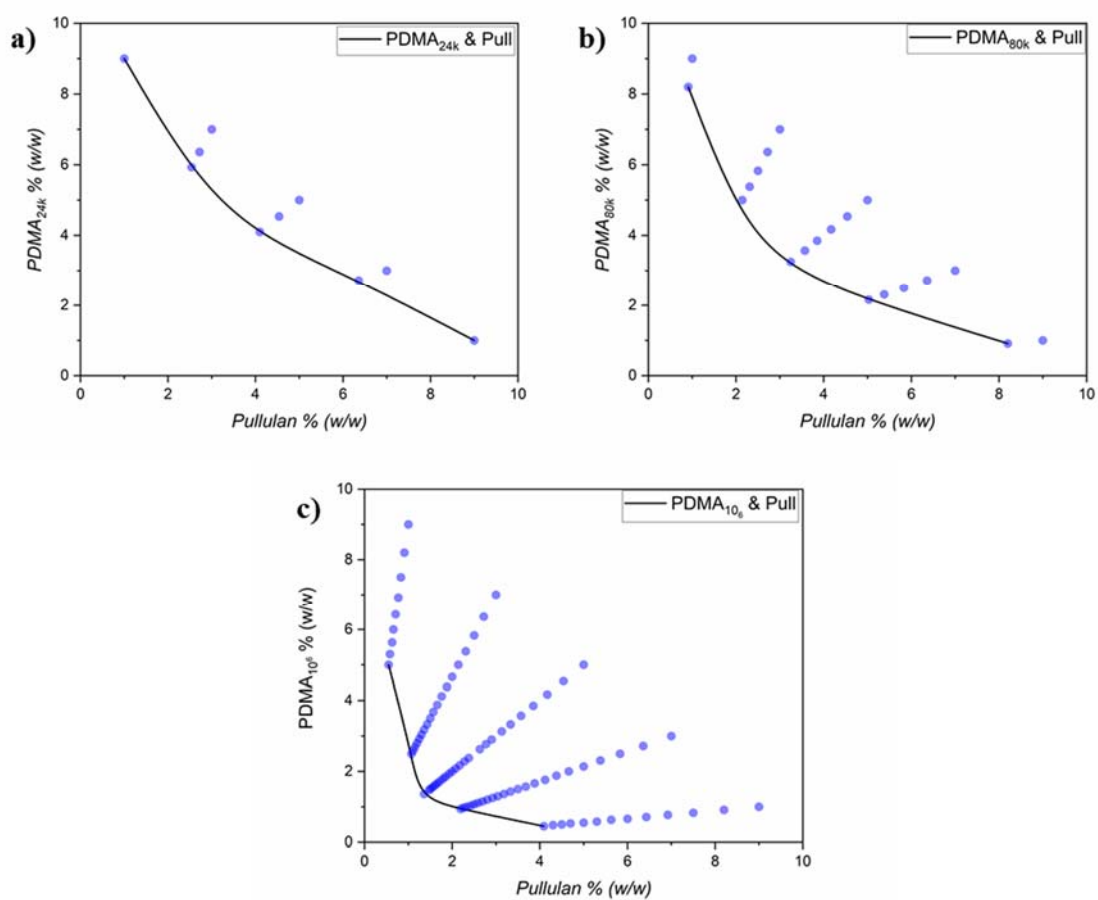 a)
PDMA24k & Pull
10
8
6
4
2
0
PDMA24k % (w/w)
0 2 4 6 8 10
Pullulan % (w/w)
b)
PDMA80k & Pull
10
8
6
4
2
0
PDMA80k % (w/w)
0 2 4 6 8 10
Pullulan % (w/w)
c)
PDMA106 & Pull
10
8
6
4
2
0
PDMA106 % (w/w)
0 2 4 6 8 10
Pullulan % (w/w)